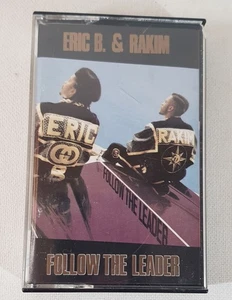 ERIC B. & RAKIM
ERIC
RAKIM
FOLLOW THE LEADER
FOLLOW THE LEADER